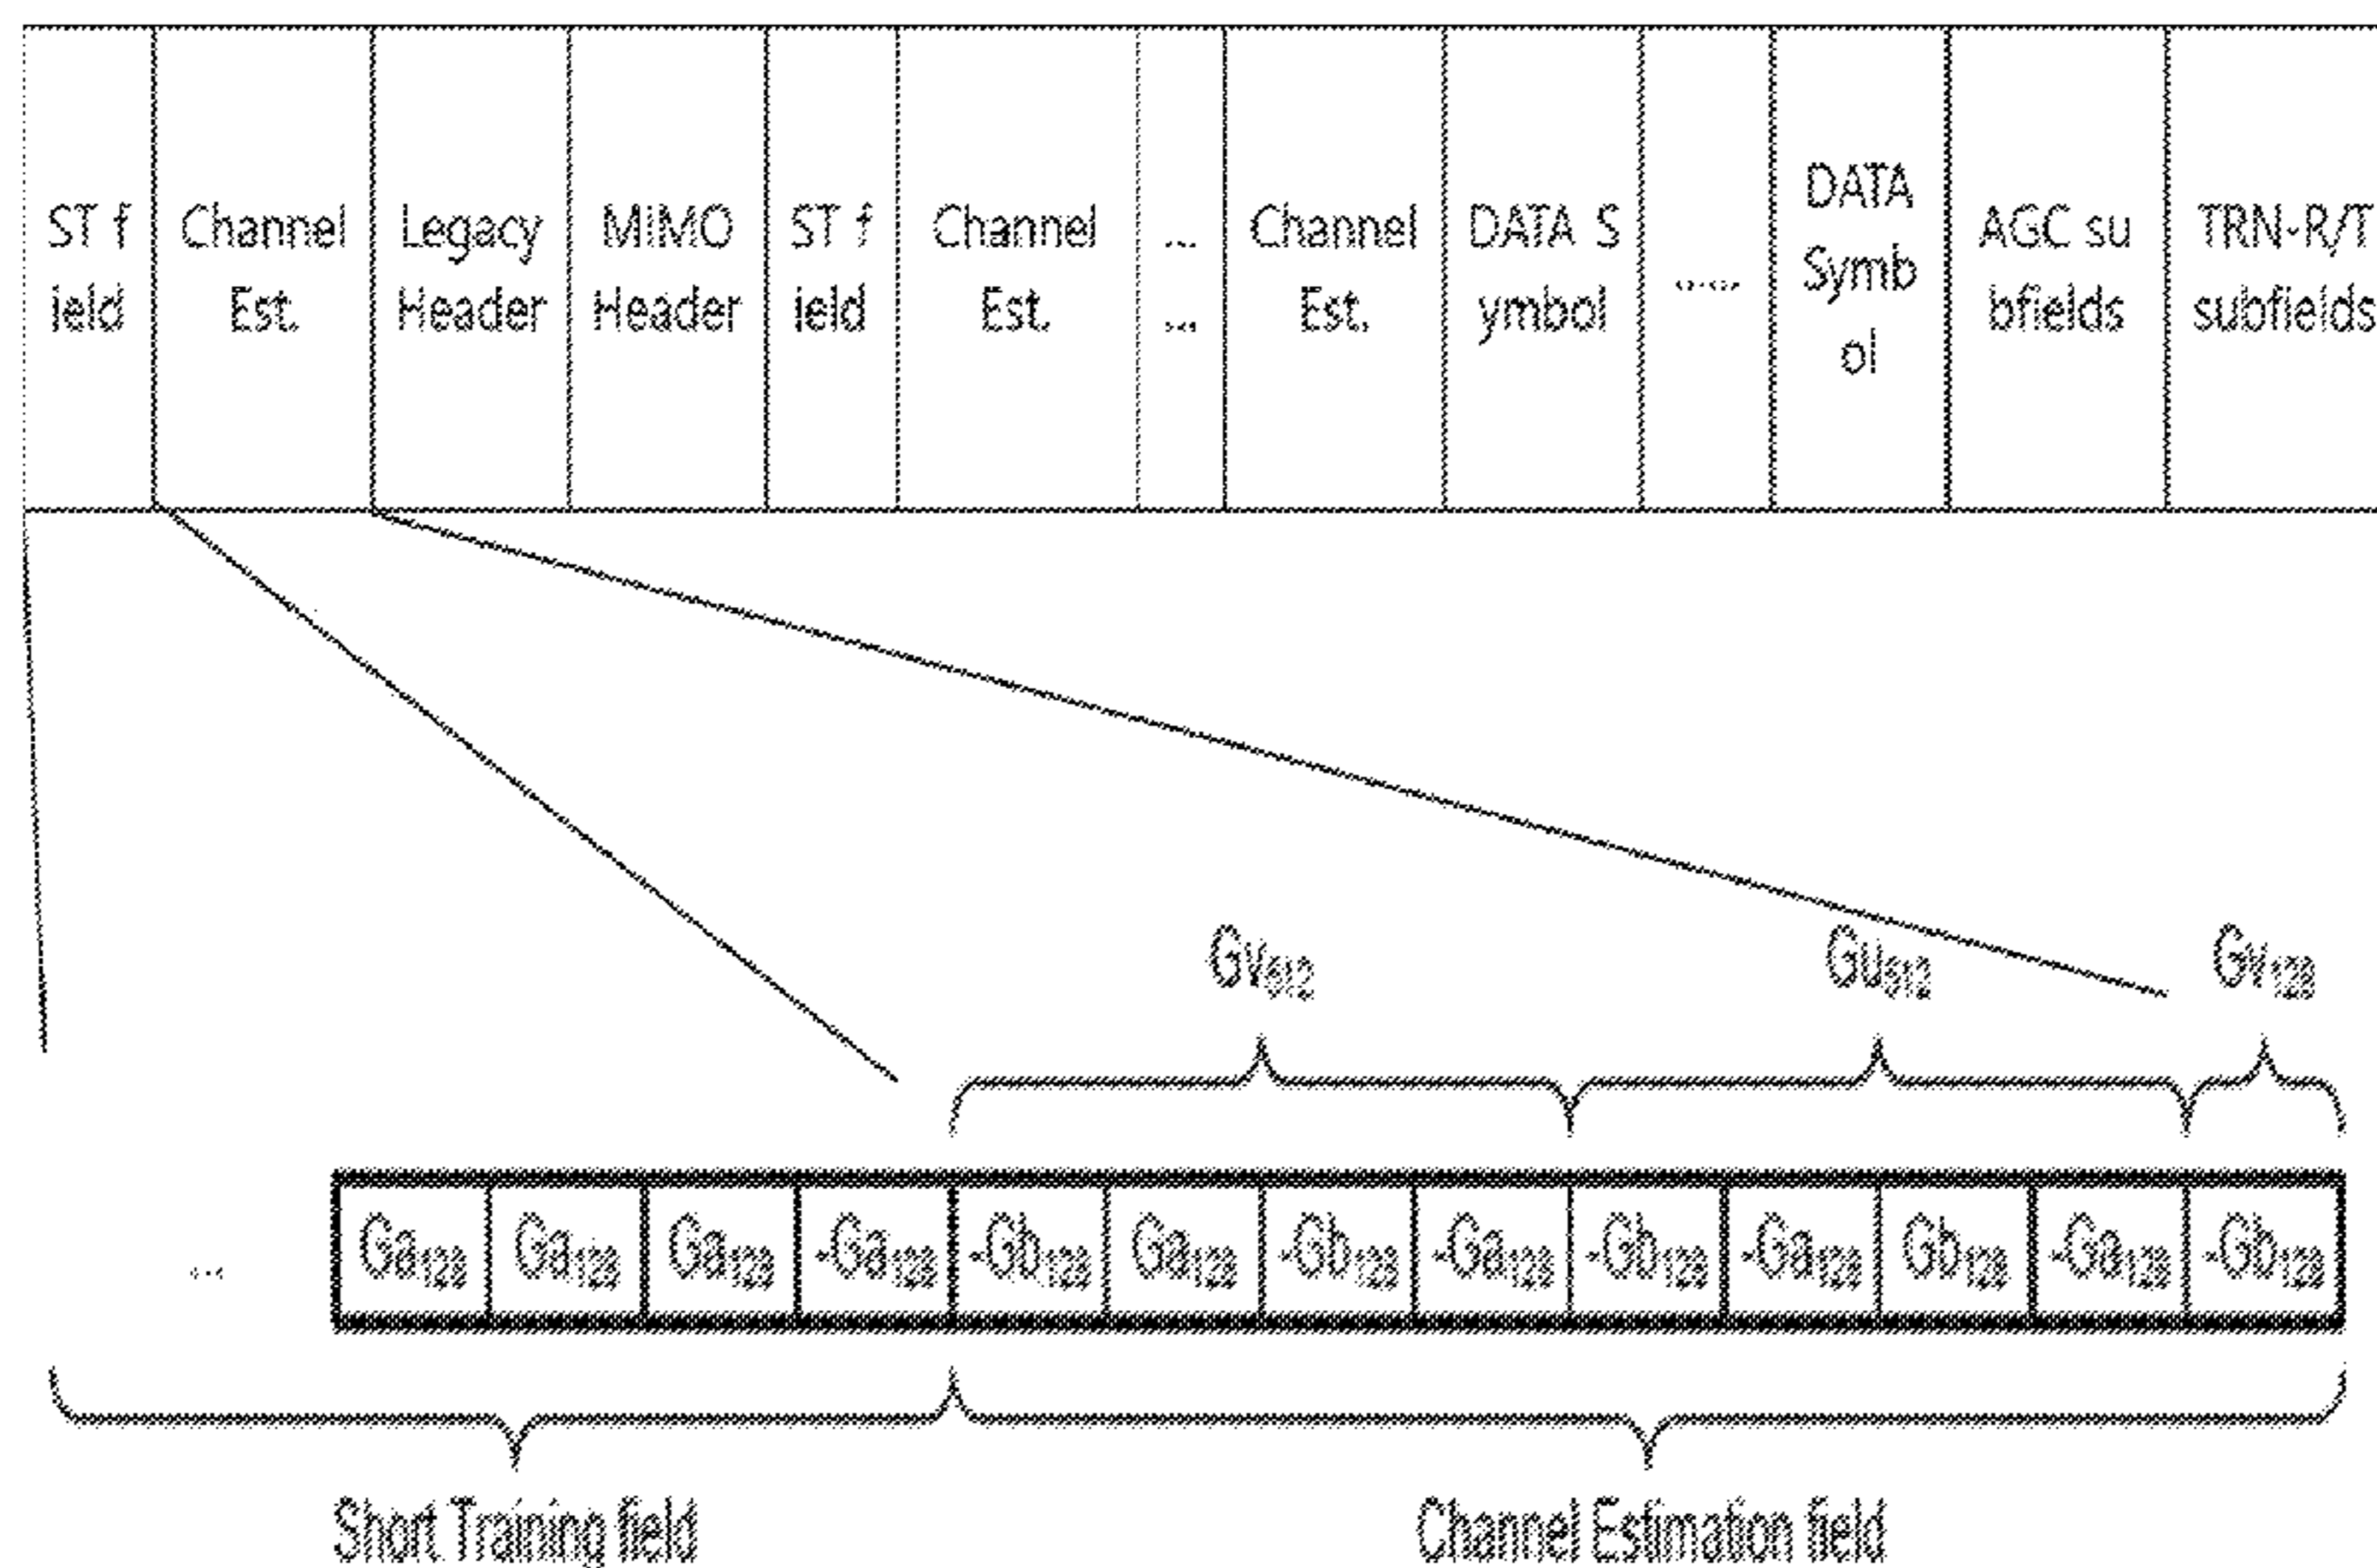 ST f
ield
Channel
Est.
Legacy
Header
MIMO
Header
ST f
ield
Channel
Est.
...
...
Channel
Est.
DATA S
ymbol
......
DATA
Symb
ol
AGC su
bfields
TRN-R/T
subfields
Gv₅₁₂ Gu₅₁₂ Gv₁₂₈
... Ga₁₂₈ Ga₁₂₈ Ga₁₂₈ -Ga₁₂₈ -Gb₁₂₈ Ga₁₂₈ -Gb₁₂₈ -Ga₁₂₈ -Gb₁₂₈ -Ga₁₂₈ Gb₁₂₈ -Ga₁₂₈ -Gb₁₂₈
Short Training field Channel Estimation field